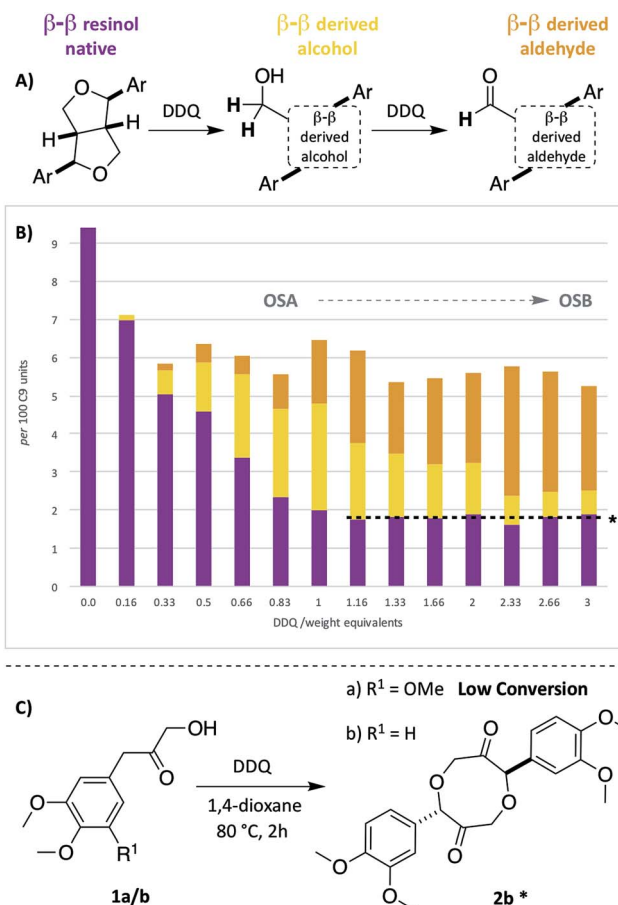 β-β resinol
native
β-β derived
alcohol
β-β derived
aldehyde
A)
O
Ar
H
H
Ar
O
DDQ
OH
H
H
Ar
β-β
derived
alcohol
Ar
DDQ
O
H
Ar
β-β
derived
aldehyde
Ar
B)
9
8
7
6
5
4
3
2
1
0
per 100 C9 units
OSA
OSB
*
0.0 0.16 0.33 0.5 0.66 0.83 1 1.16 1.33 1.66 2 2.33 2.66 3
DDQ /weight equivalents
C)
OH
O
O
O
R¹
1a/b
DDQ
1,4-dioxane
80 °C, 2h
a) R¹ = OMe Low Conversion
b) R¹ = H
O
O
O
O
O
O
O
O
2b *